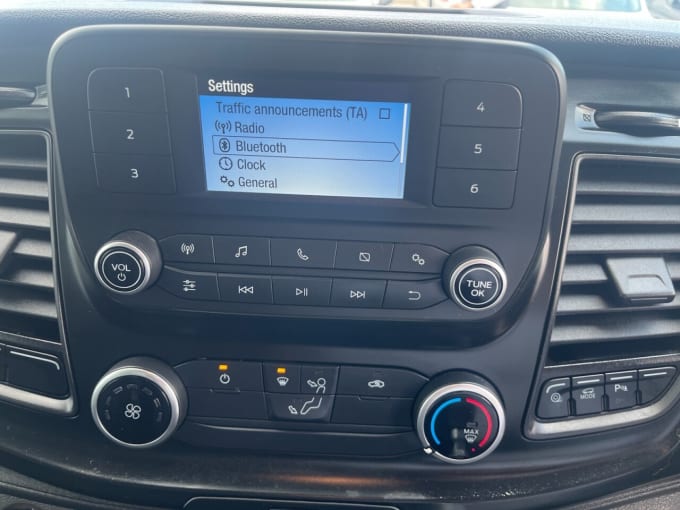 Settings
Traffic announcements (TA)
Radio
Bluetooth
Clock
General
1
2
3
4
5
6
VOL
TUNE
OK
MAX
MODE